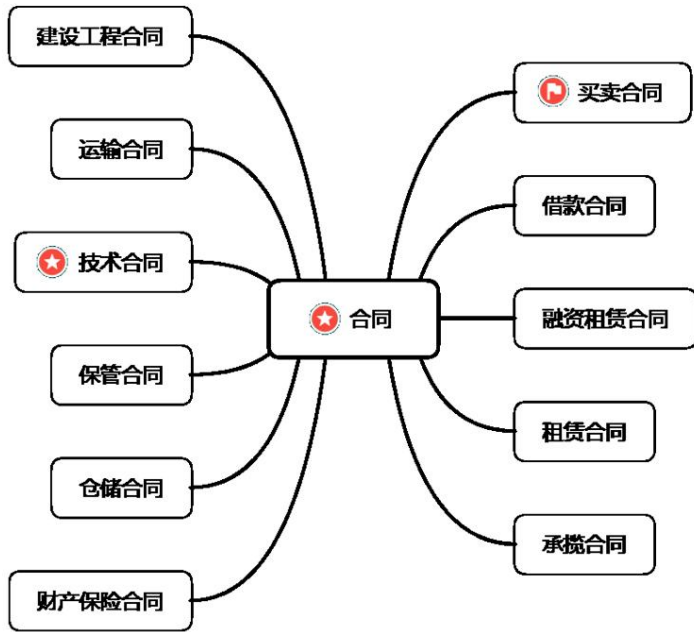 建设工程合同
运输合同
技术合同
保管合同
仓储合同
财产保险合同
合同
买卖合同
借款合同
融资租赁合同
租赁合同
承揽合同